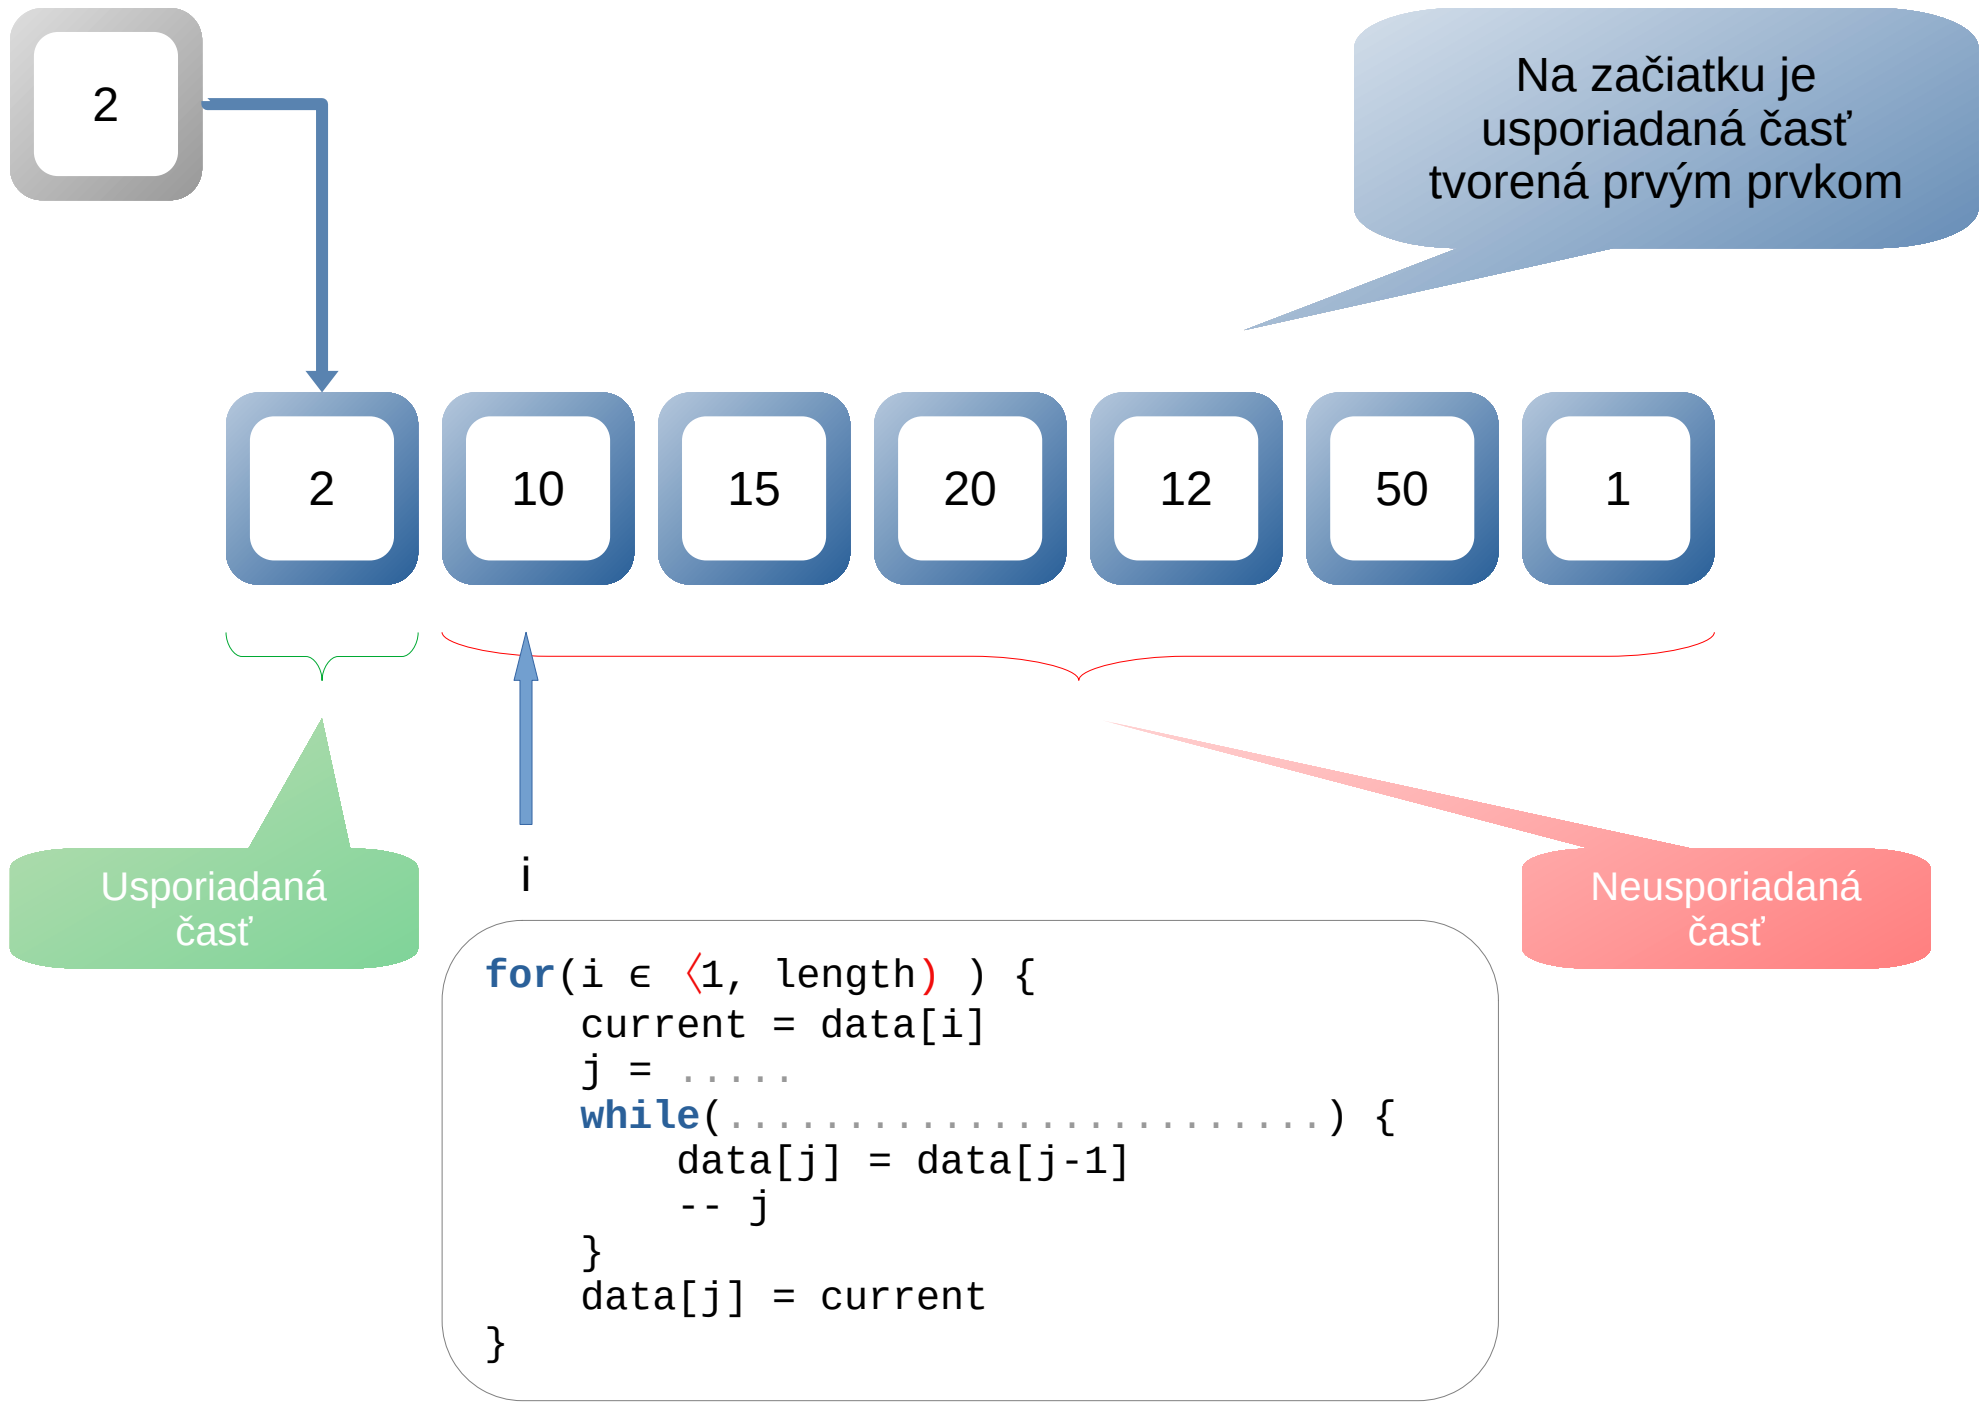 2
Na začiatku je
usporiadaná časť
tvorená prvým prvkom
2 10 15 20 12 50 1
i
Usporiadaná
časť
Neusporiadaná
časť
for(i ∊ 〈1, length) ) {
    current = data[i]
    j = .....
    while(.........................) {
        data[j] = data[j-1]
        -- j
    }
    data[j] = current
}